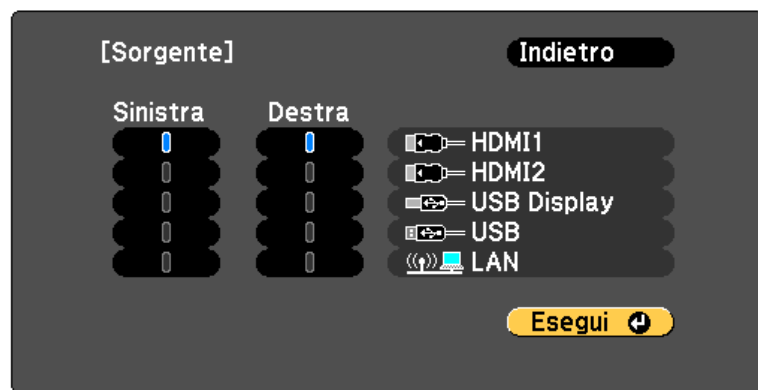 [Sorgente] Indietro
Sinistra Destra
HDMI1
HDMI2
USB Display
USB
LAN
Esegui